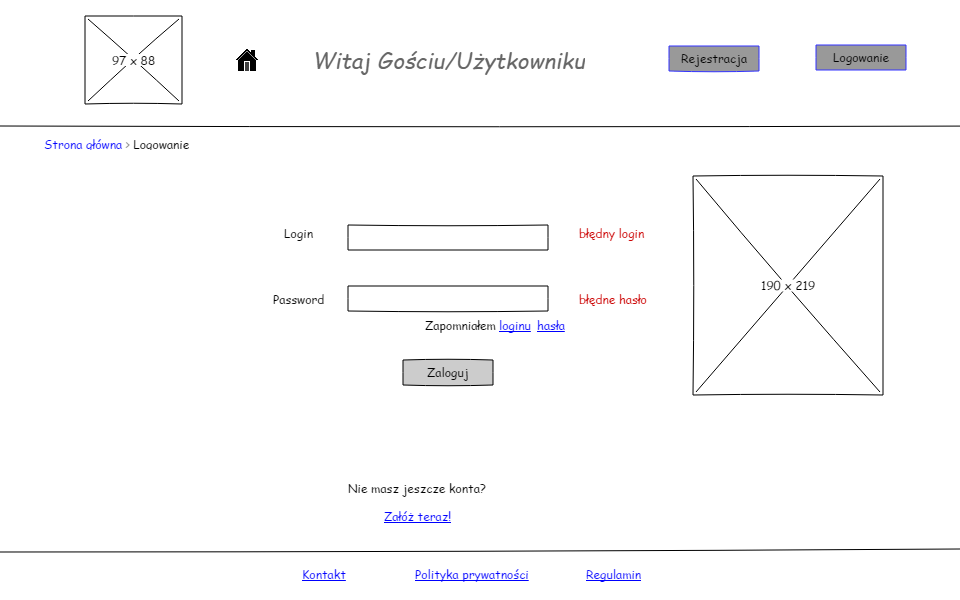 97 x 88
Witaj Gościu/Użytkowniku
Rejestracja
Logowanie
Strona główna > Logowanie
Login
błędny login
190 x 219
Password
błędne hasło
Zapomniałem loginu hasła
Zaloguj
Nie masz jeszcze konta?
Załóż teraz!
Kontakt
Polityka prywatności
Regulamin